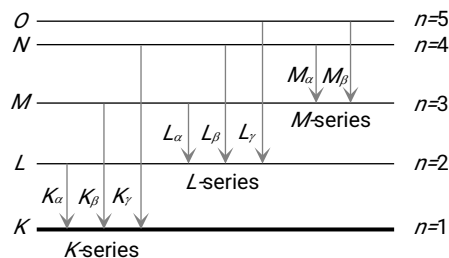 O n=5
N n=4
Mα Mβ
M n=3
Lα Lβ Lγ M-series
L n=2
Kα Kβ Kγ L-series
K n=1
K-series